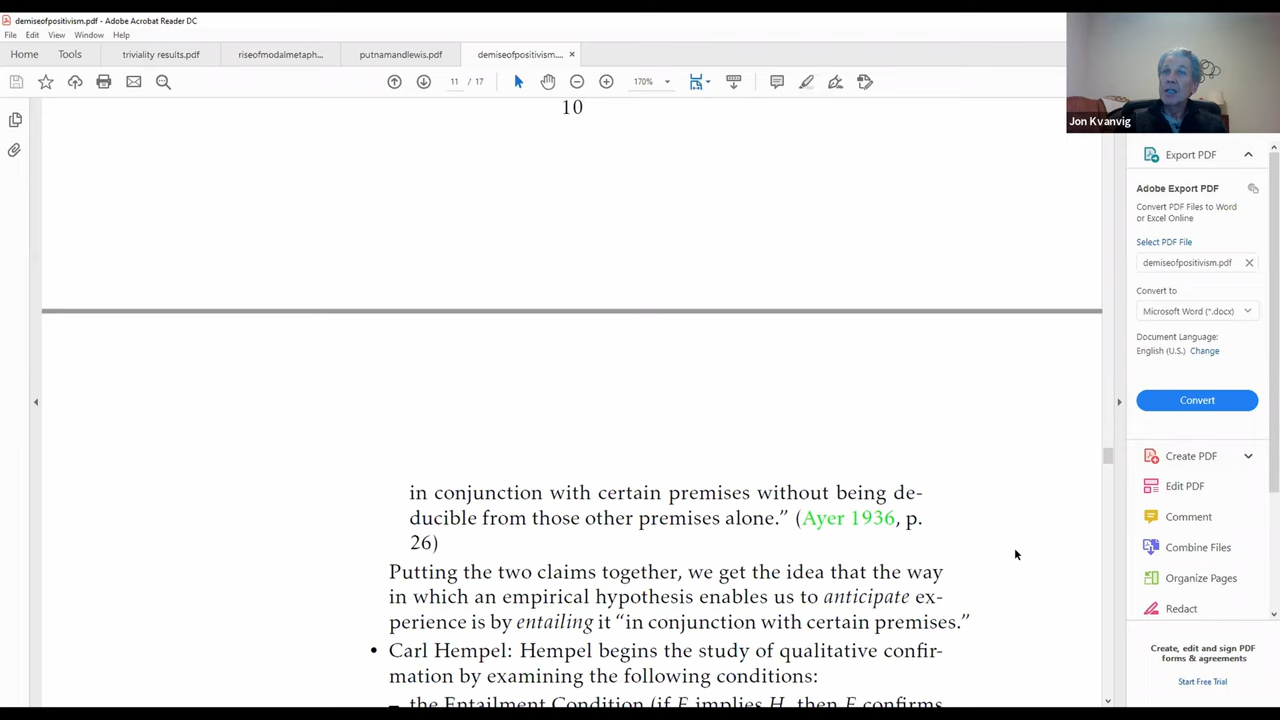 demiseofpositivism.pdf - Adobe Acrobat Reader DC
File Edit View Window Help
Home Tools triviality results.pdf riseofmodalmetaph... putnamandlewis.pdf demiseofpositivism.... ×
11 / 17 170%
Jon Kvanvig
10
in conjunction with certain premises without being de-
ducible from those other premises alone.” (Ayer 1936, p.
26)
Putting the two claims together, we get the idea that the way
in which an empirical hypothesis enables us to anticipate ex-
perience is by entailing it “in conjunction with certain premises.”
• Carl Hempel: Hempel begins the study of qualitative confir-
mation by examining the following conditions:
– the Entailment Condition (if E implies H, then E confirms
Export PDF
Adobe Export PDF
Convert PDF Files to Word
or Excel Online
Select PDF File
demiseofpositivism.pdf
Convert to
Microsoft Word (*.docx)
Document Language:
English (U.S.) Change
Convert
Create PDF
Edit PDF
Comment
Combine Files
Organize Pages
Redact
Create, edit and sign PDF
forms & agreements
Start Free Trial